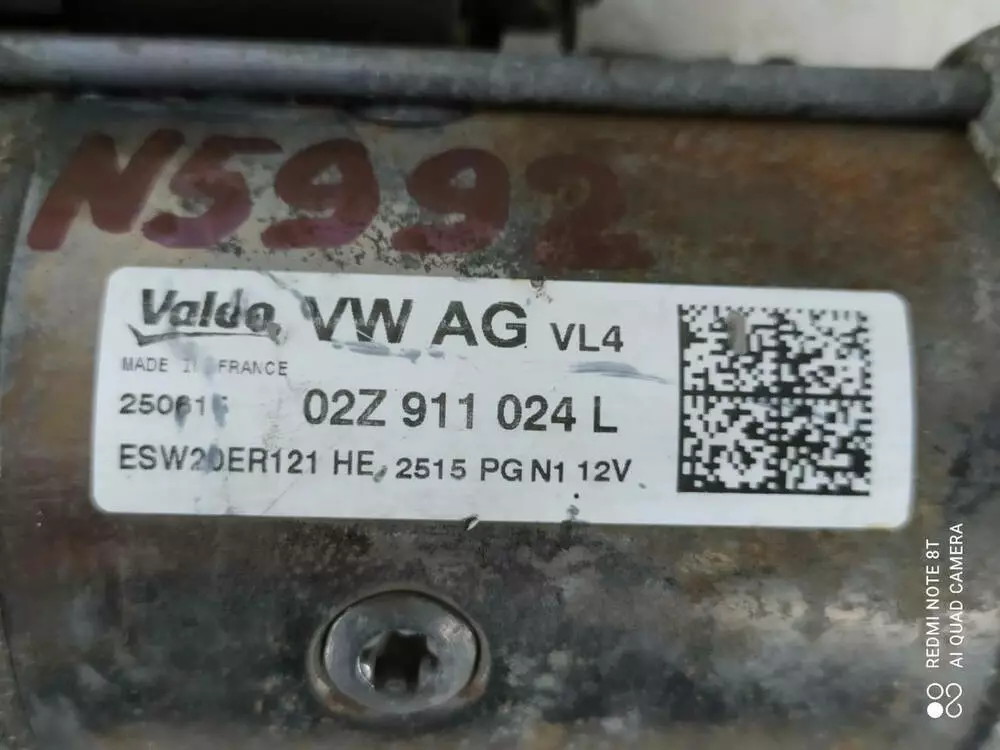 N5992
Valeo VW AG VL4
MADE IN FRANCE
02Z 911 024 L
ESW20ER121 HE, 2515 PG N1 12V
REDMI NOTE 8T
AI QUAD CAMERA